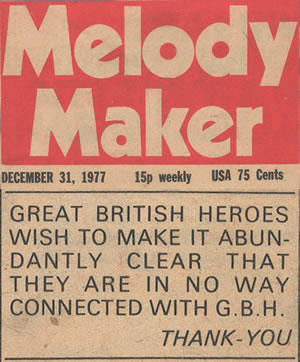 Melody
Maker
DECEMBER 31, 1977 15p weekly USA 75 Cents
GREAT BRITISH HEROES
WISH TO MAKE IT ABUN-
DANTLY CLEAR THAT
THEY ARE IN NO WAY
CONNECTED WITH G.B.H.
THANK-YOU